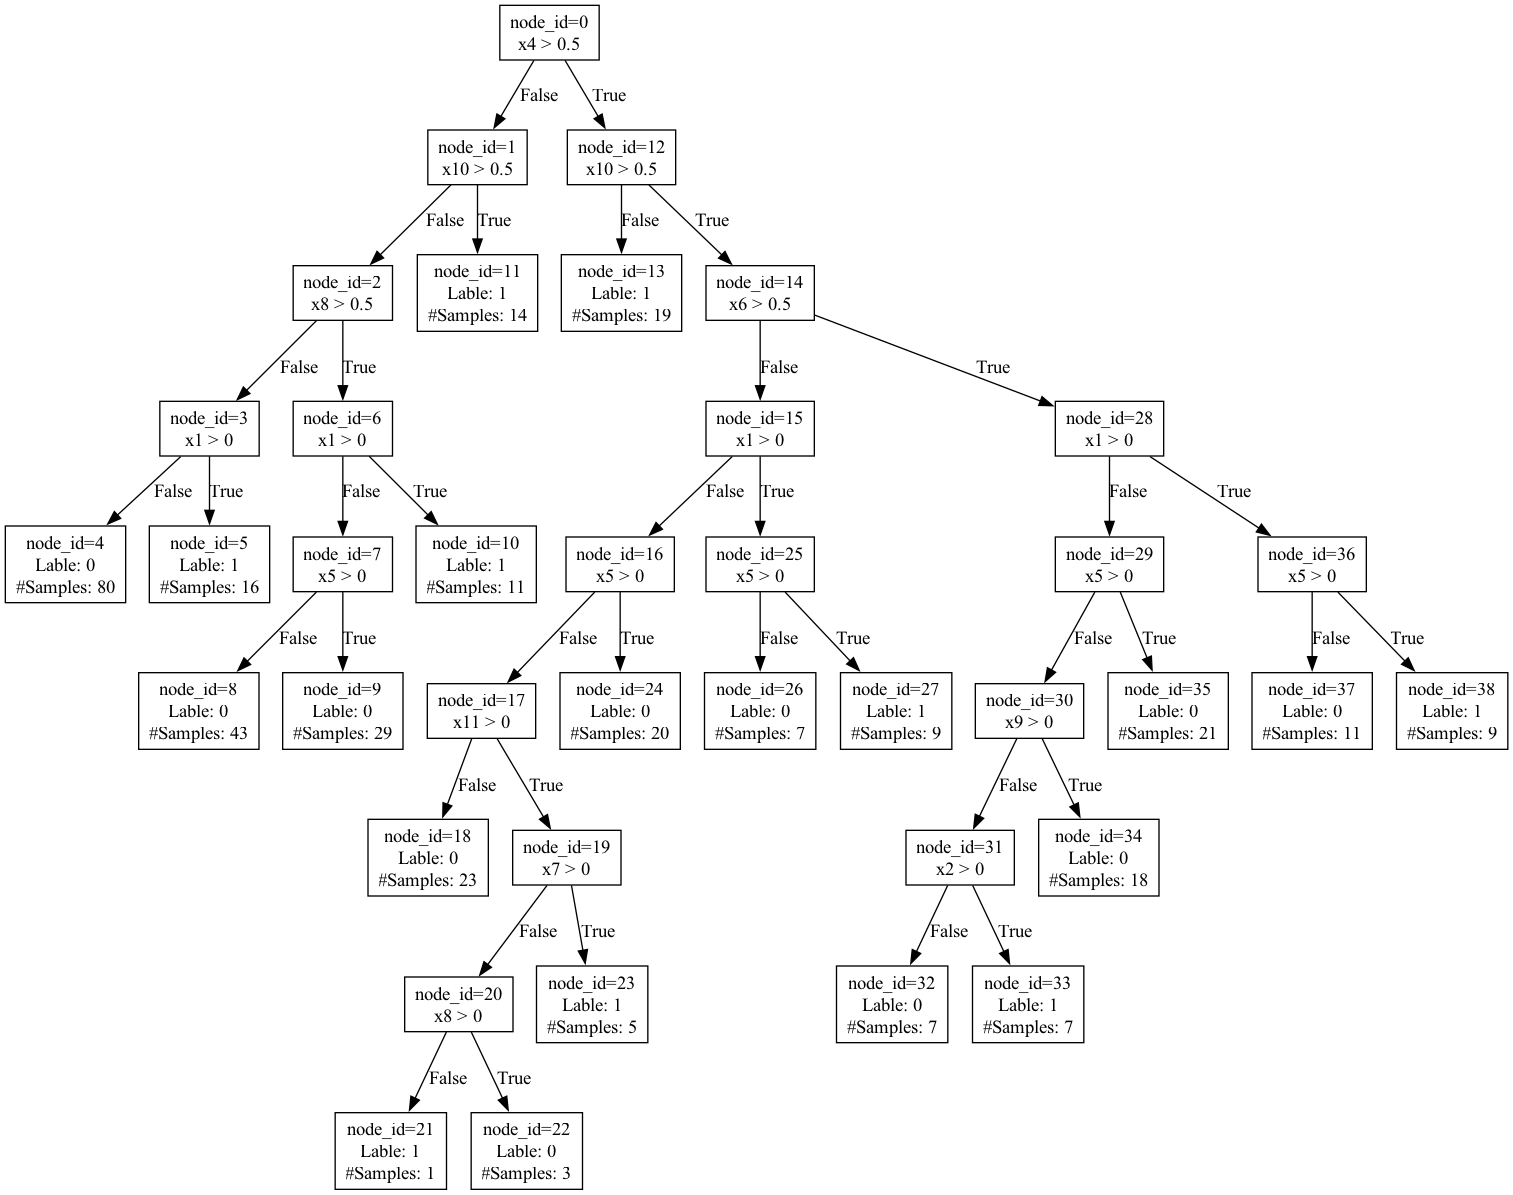 node_id=0
x4 > 0.5
False
True
node_id=1
x10 > 0.5
node_id=12
x10 > 0.5
False
True
False
True
node_id=2
x8 > 0.5
node_id=11
Lable: 1
#Samples: 14
node_id=13
Lable: 1
#Samples: 19
node_id=14
x6 > 0.5
False
True
False
True
node_id=3
x1 > 0
node_id=6
x1 > 0
node_id=15
x1 > 0
node_id=28
x1 > 0
False
True
False
True
False
True
False
True
node_id=4
Lable: 0
#Samples: 80
node_id=5
Lable: 1
#Samples: 16
node_id=7
x5 > 0
node_id=10
Lable: 1
#Samples: 11
node_id=16
x5 > 0
node_id=25
x5 > 0
node_id=29
x5 > 0
node_id=36
x5 > 0
False
True
False
True
False
True
False
True
False
True
node_id=8
Lable: 0
#Samples: 43
node_id=9
Lable: 0
#Samples: 29
node_id=17
x11 > 0
node_id=24
Lable: 0
#Samples: 20
node_id=26
Lable: 0
#Samples: 7
node_id=27
Lable: 1
#Samples: 9
node_id=30
x9 > 0
node_id=35
Lable: 0
#Samples: 21
node_id=37
Lable: 0
#Samples: 11
node_id=38
Lable: 1
#Samples: 9
False
True
False
True
node_id=18
Lable: 0
#Samples: 23
node_id=19
x7 > 0
node_id=31
x2 > 0
node_id=34
Lable: 0
#Samples: 18
False
True
False
True
node_id=20
x8 > 0
node_id=23
Lable: 1
#Samples: 5
node_id=32
Lable: 0
#Samples: 7
node_id=33
Lable: 1
#Samples: 7
False
True
node_id=21
Lable: 1
#Samples: 1
node_id=22
Lable: 0
#Samples: 3